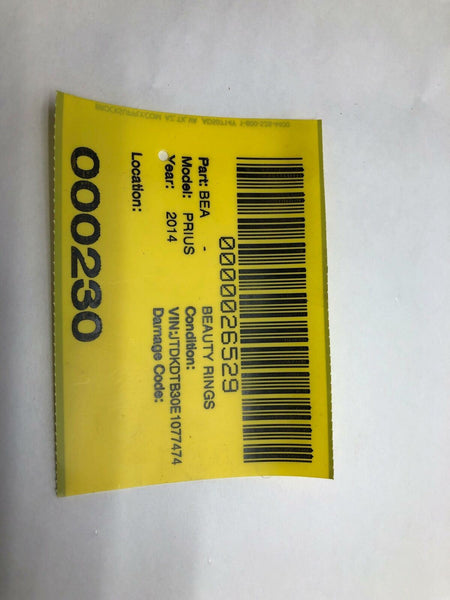 0000026529
Part: BEA - BEAUTY RINGS
Model: PRIUS Condition:
Year: 2014 VIN:JTDKDTB30E1077474
Location: Damage Code:
000230